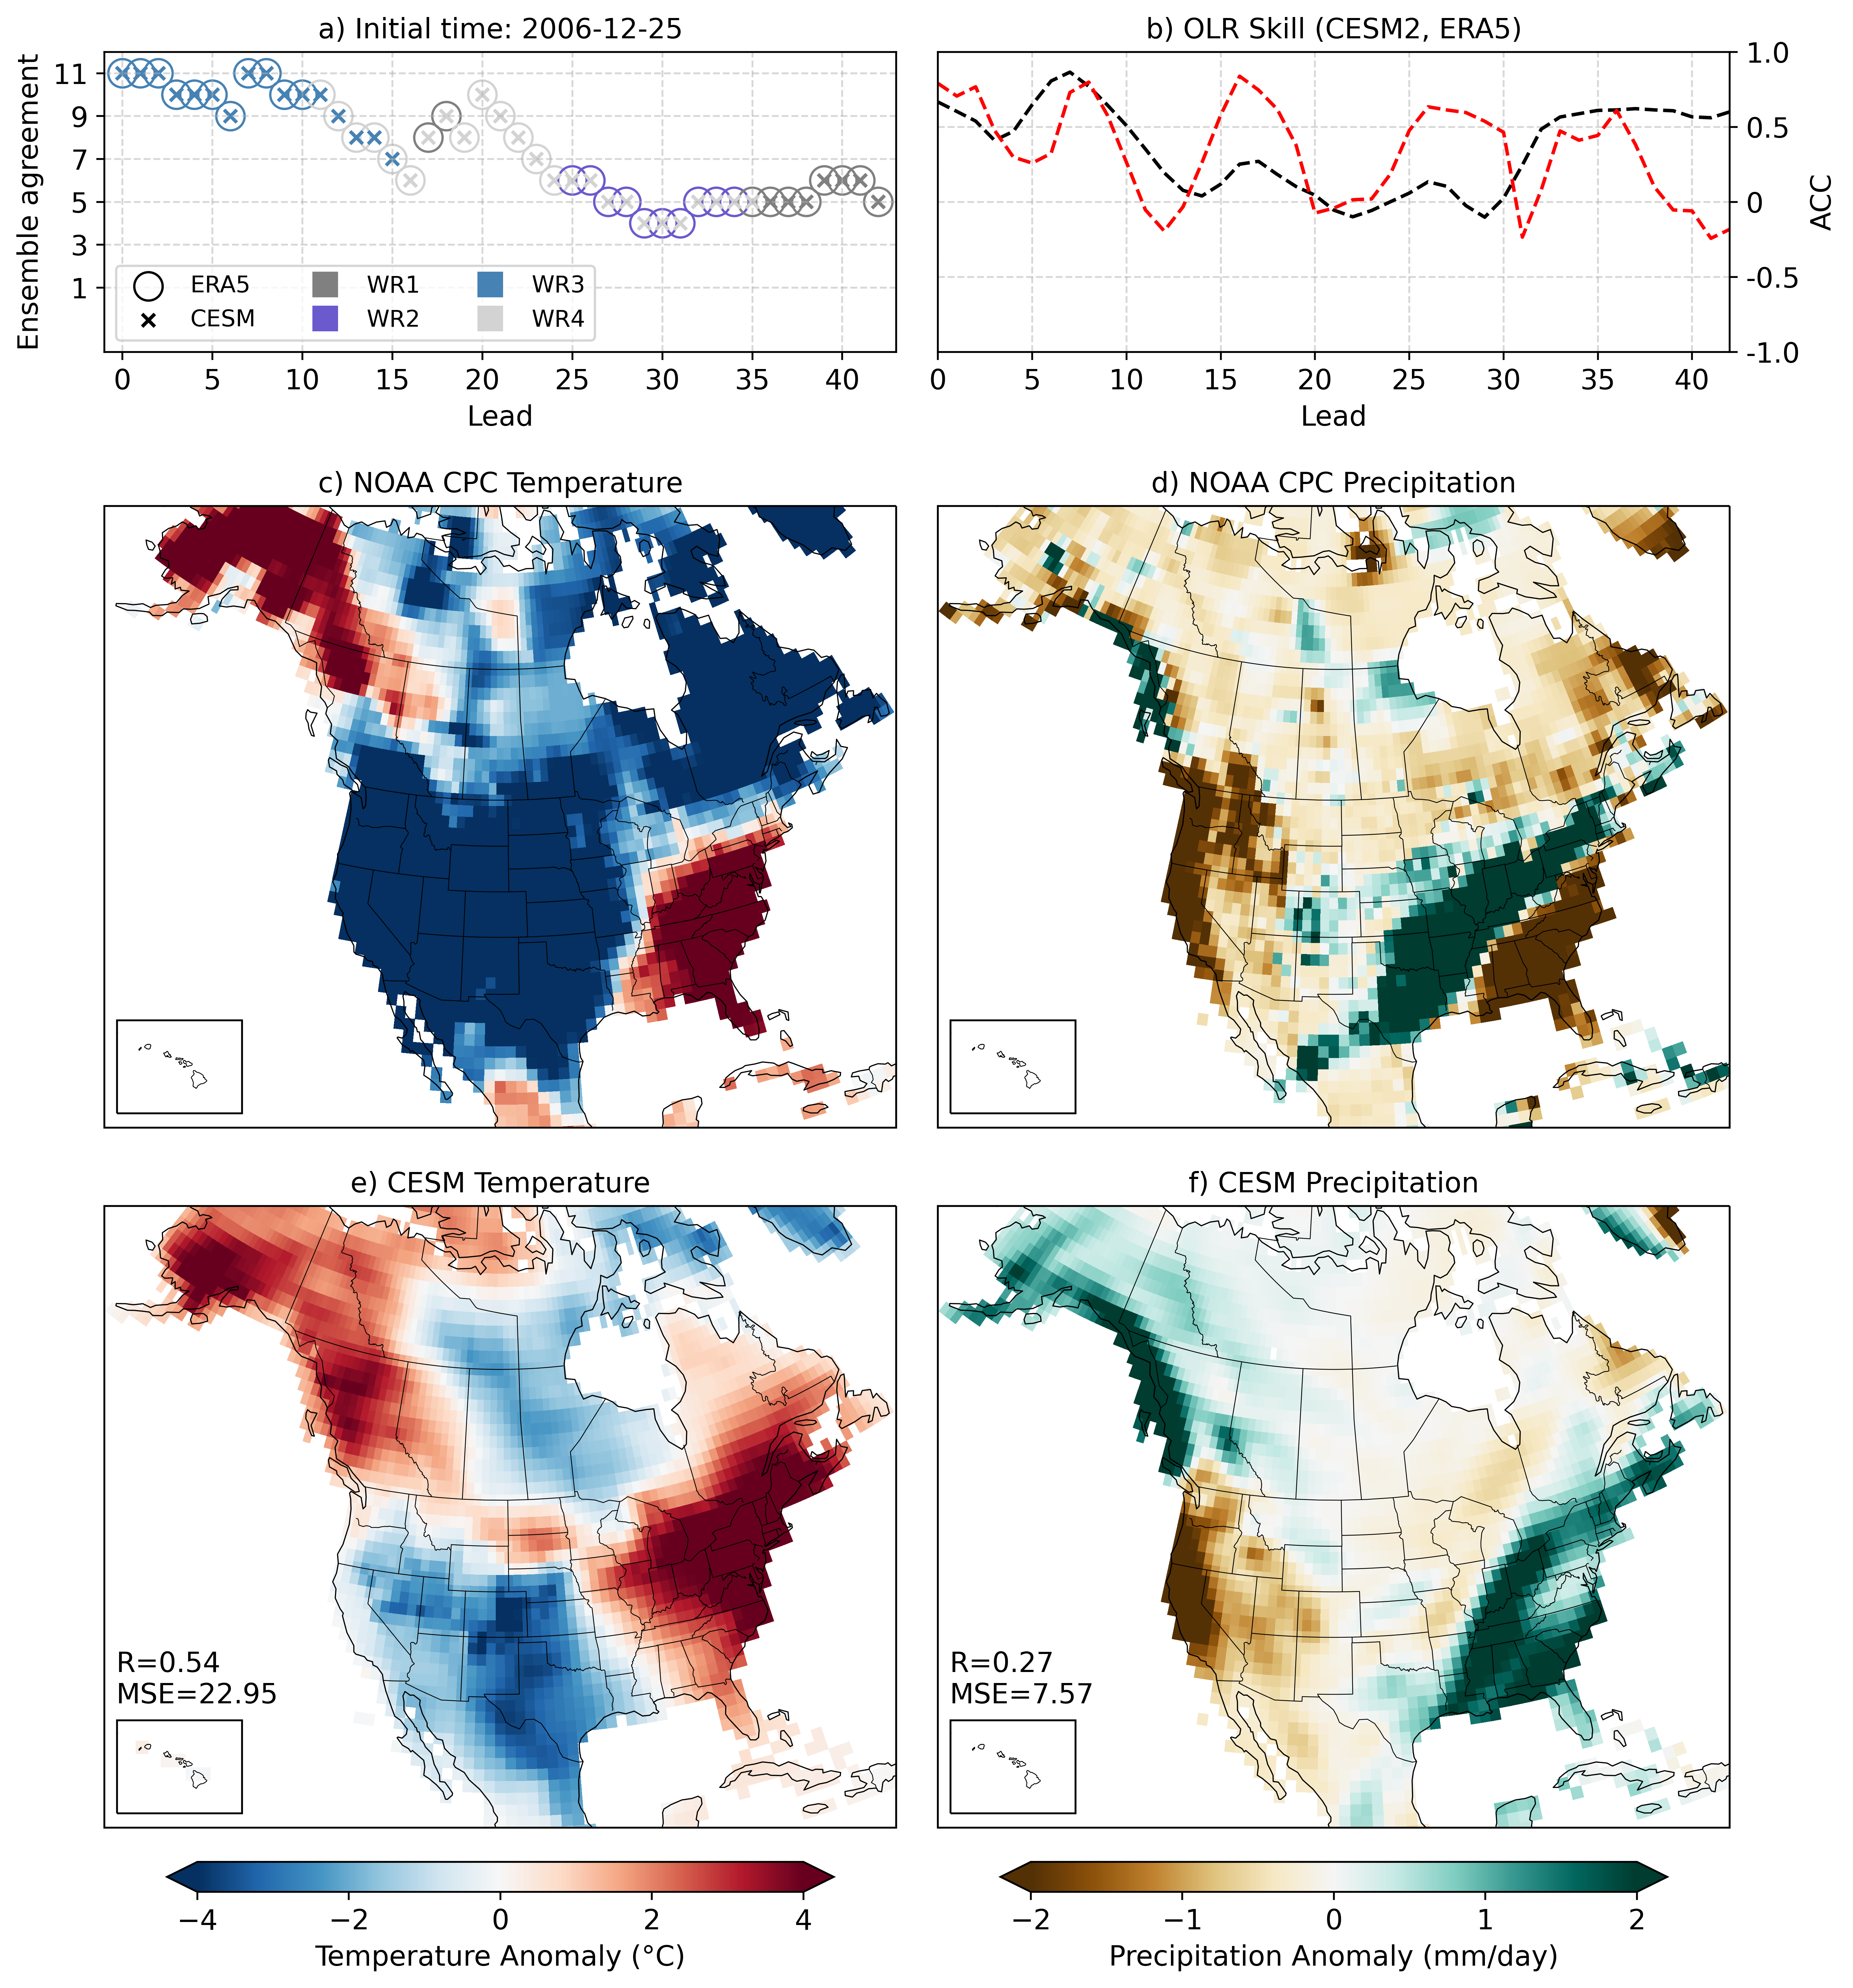 a) Initial time: 2006-12-25
Ensemble agreement
11
9
7
5
3
1
ERA5
WR1
WR3
CESM
WR2
WR4
0 5 10 15 20 25 30 35 40
Lead
b) OLR Skill (CESM2, ERA5)
1.0
0.5
0
-0.5
-1.0
ACC
0 5 10 15 20 25 30 35 40
Lead
c) NOAA CPC Temperature
d) NOAA CPC Precipitation
e) CESM Temperature
R=0.54
MSE=22.95
f) CESM Precipitation
R=0.27
MSE=7.57
−4 −2 0 2 4
Temperature Anomaly (°C)
−2 −1 0 1 2
Precipitation Anomaly (mm/day)